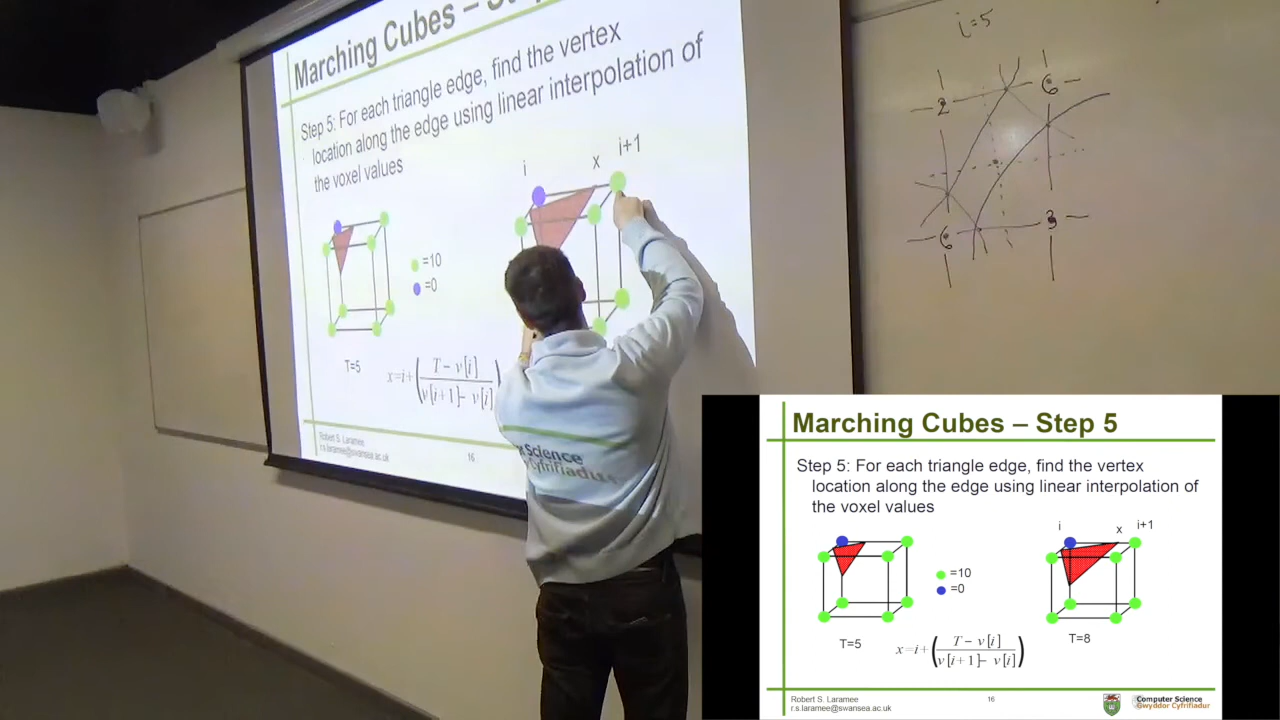 Marching Cubes –
Step 5: For each triangle edge, find the vertex
location along the edge using linear interpolation of
the voxel values
i
x
i+1
=10
=0
T=5
x=i+(T−v[i]
v[i+1]−v[i])
Robert S. Laramee
r.s.laramee@swansea.ac.uk
16
Science
Cyfrifiadur
i=5
2
6
6
3
Marching Cubes – Step 5
Step 5: For each triangle edge, find the vertex
location along the edge using linear interpolation of
the voxel values
i
x
i+1
=10
=0
T=5
x=i+(T−v[i]
v[i+1]−v[i])
T=8
Robert S. Laramee
r.s.laramee@swansea.ac.uk
16
Computer Science
Gwyddor Cyfrifiadur